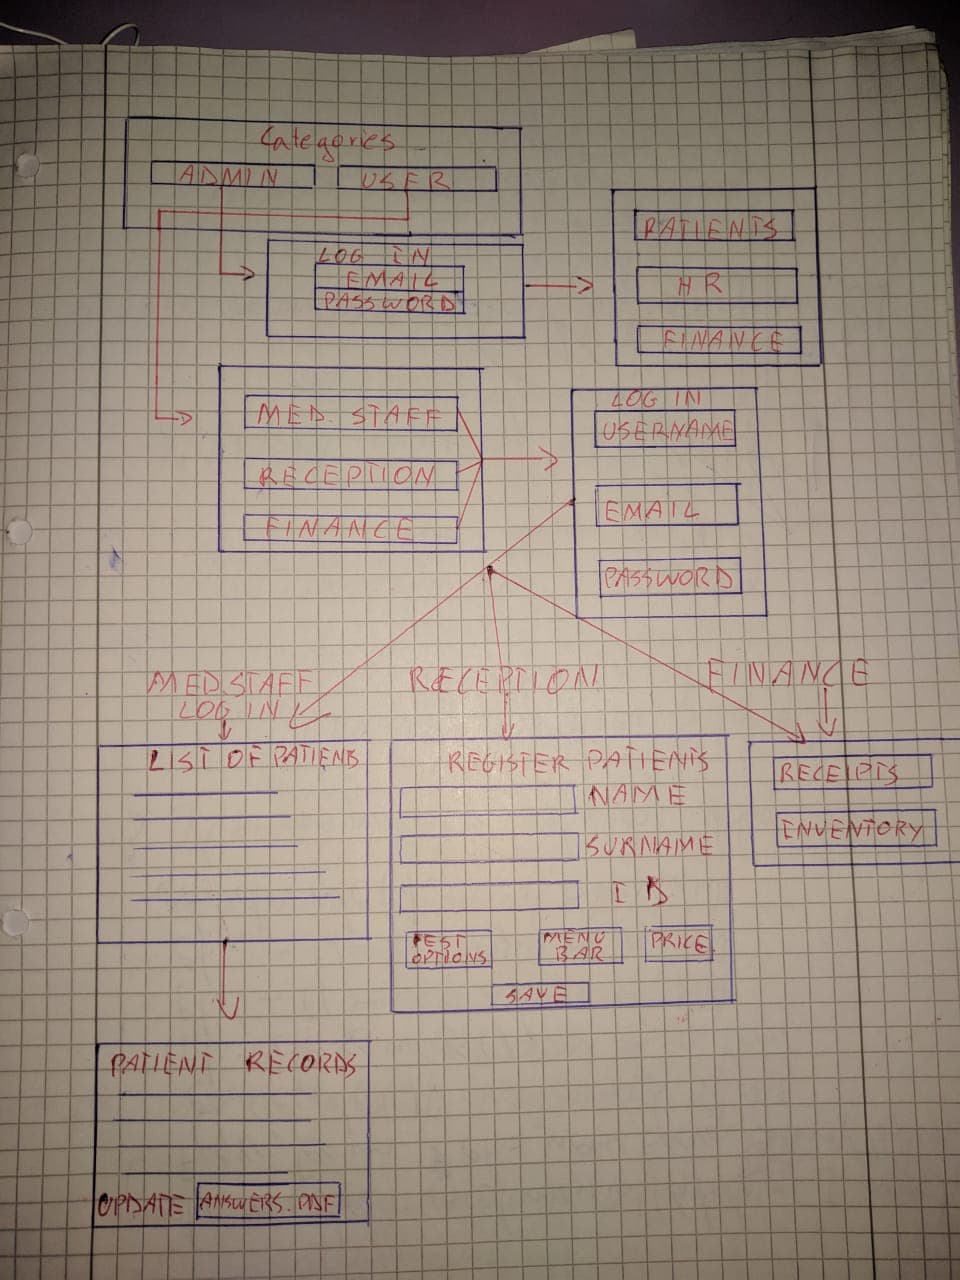 Categories
ADMIN USER
LOG IN
EMAIL
PASSWORD
PATIENTS
HR
FINANCE
MED. STAFF
RECEPTION
FINANCE
LOG IN
USERNAME
EMAIL
PASSWORD
MED.STAFF
LOG IN
RECEPTION
FINANCE
LIST OF PATIENTS
REGISTER PATIENTS
NAME
SURNAME
ID
TEST
OPTIONS
MENU
BAR
PRICE
SAVE
RECEIPTS
ENVENTORY
PATIENT RECORDS
UPDATE ANSWERS.PDF